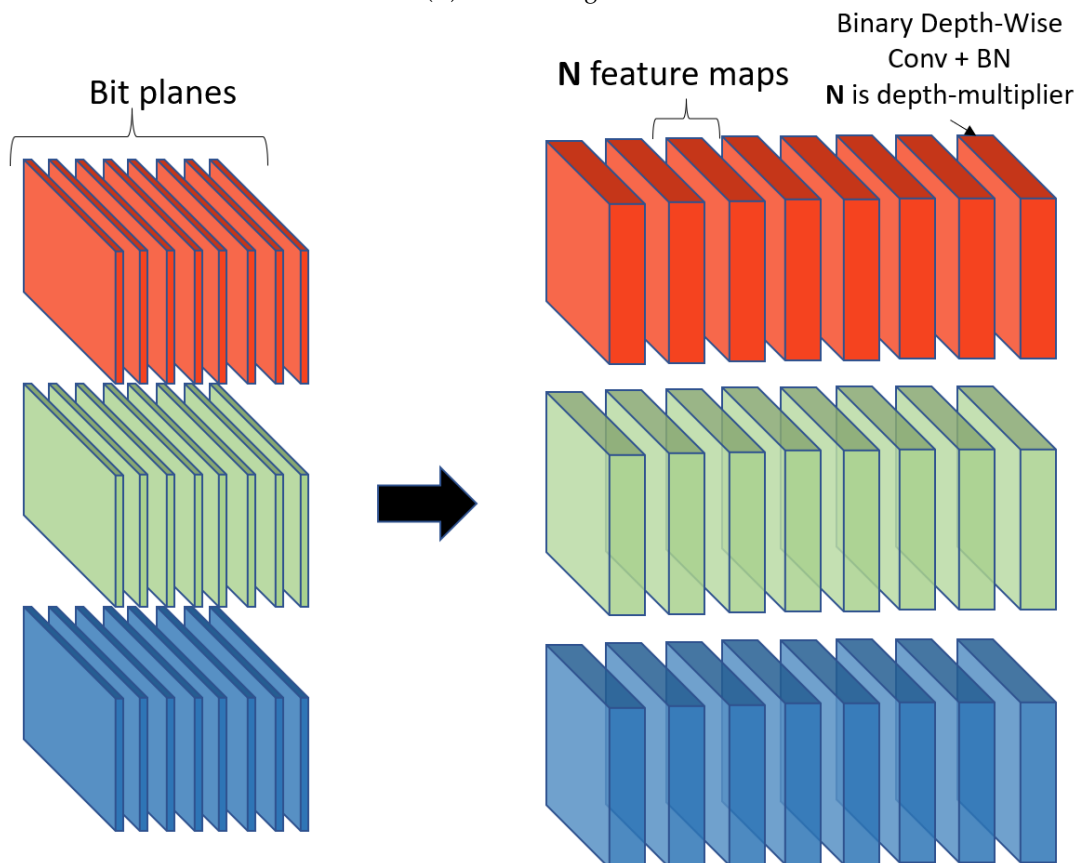 Bit planes
N feature maps
Binary Depth-Wise
Conv + BN
N is depth-multiplier